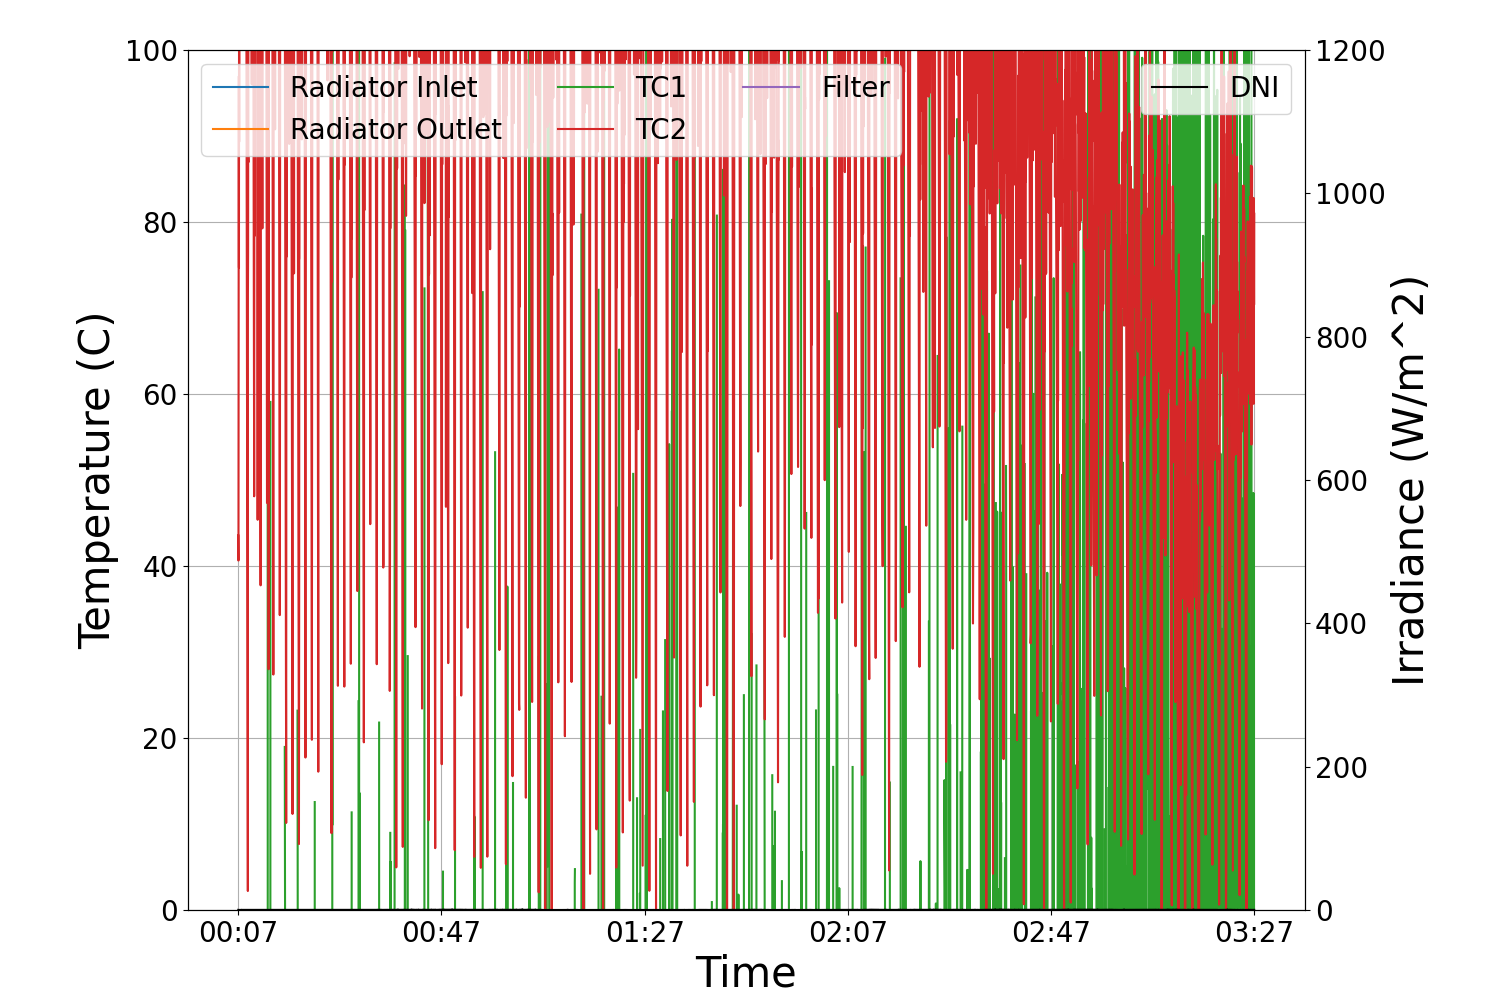 Radiator Inlet
Radiator Outlet
TC1
TC2
Filter
DNI
Temperature (C)
100
80
60
40
20
0
Irradiance (W/m^2)
1200
1000
800
600
400
200
0
00:07 00:47 01:27 02:07 02:47 03:27
Time